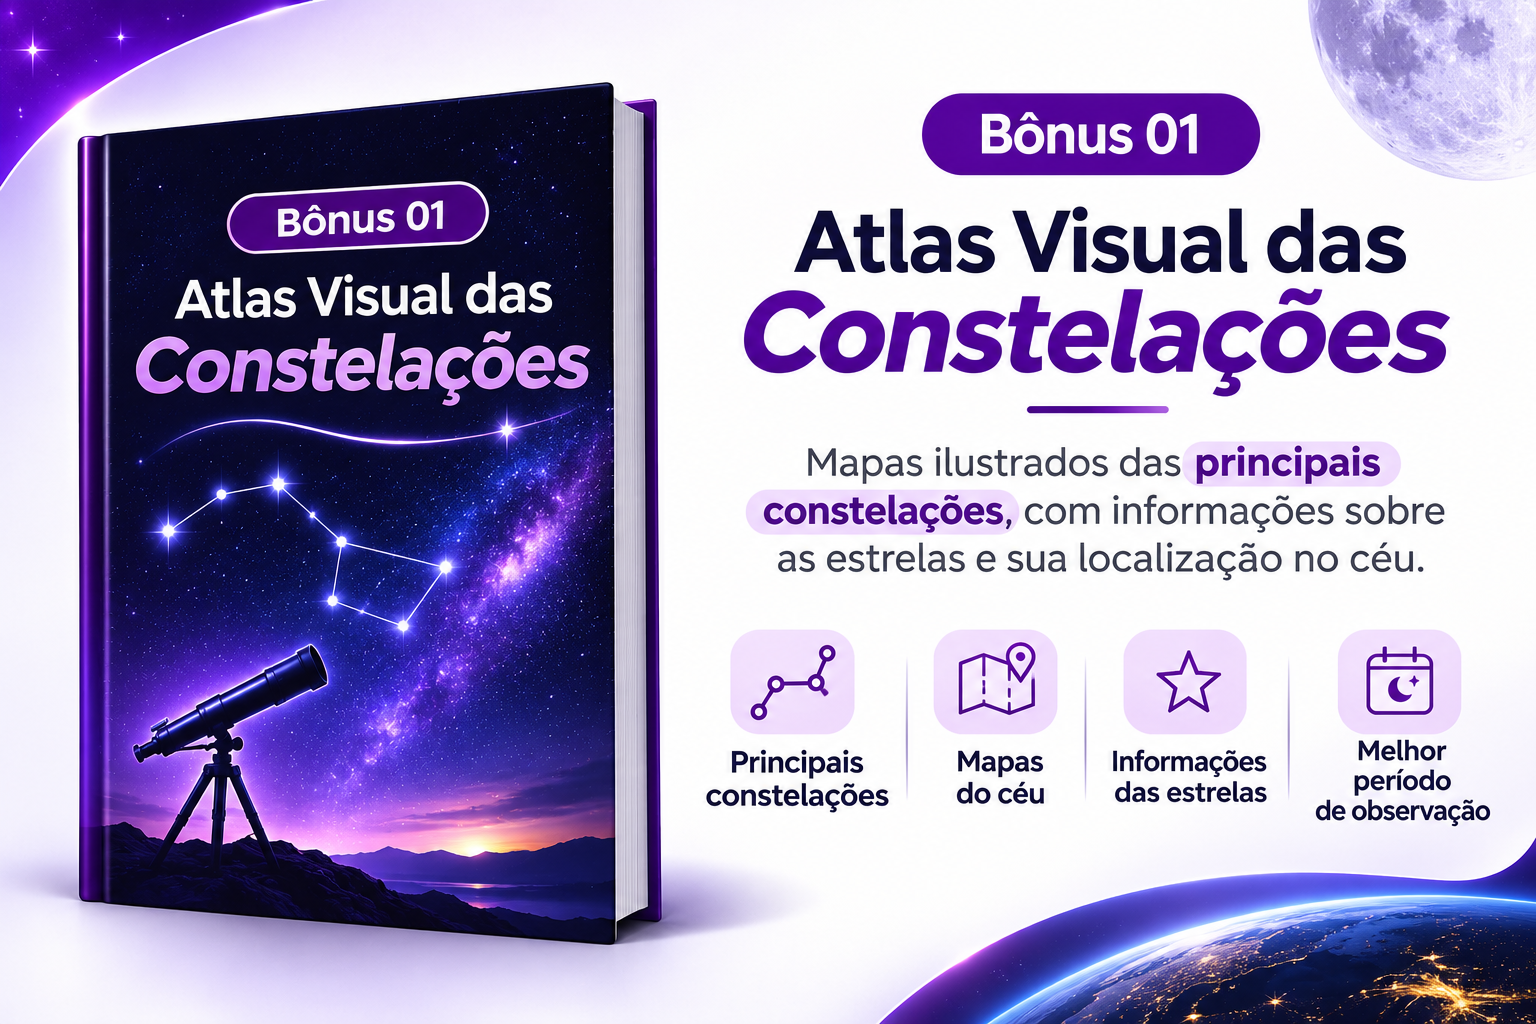 Bônus 01
Atlas Visual das
Constelações
Bônus 01
Atlas Visual das
Constelações
Mapas ilustrados das principais
constelações, com informações sobre
as estrelas e sua localização no céu.
Principais
constelações
Mapas
do céu
Informações
das estrelas
Melhor
período
de observação